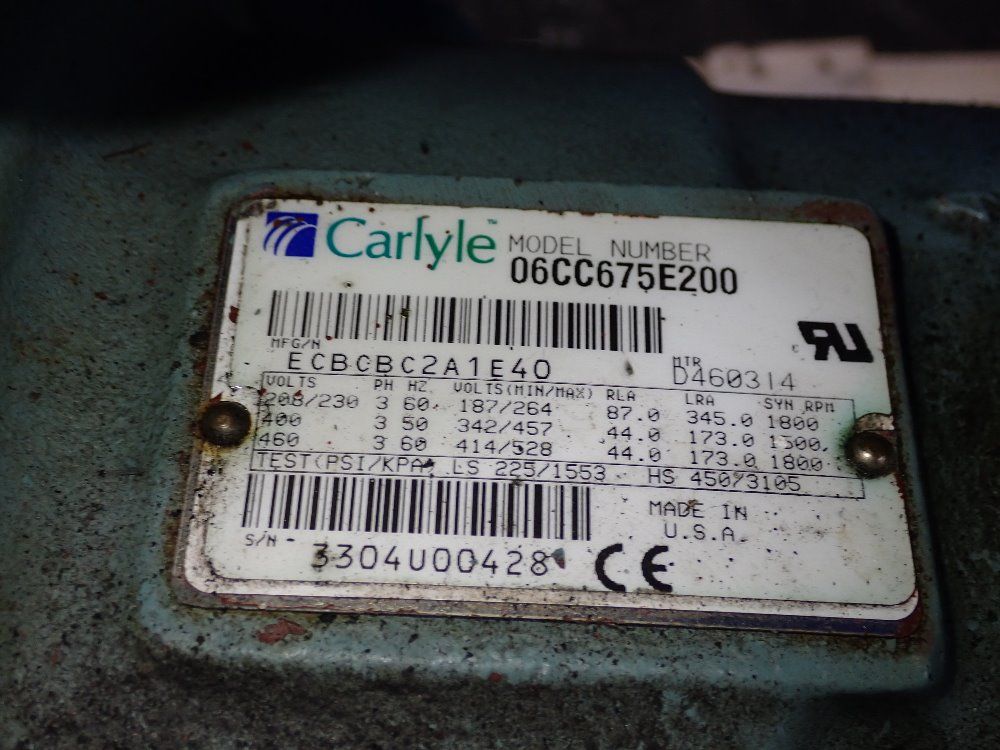 Carlyle™ MODEL NUMBER
06CC675E200
MFG/N ECBCBC2A1E40 MTR D460314
VOLTS PH HZ VOLTS(MIN/MAX) RLA LRA SYN RPM
208/230 3 60 187/264 87.0 345.0 1800
400 3 50 342/457 44.0 173.0 1500
460 3 60 414/528 44.0 173.0 1800
TEST(PSI/KPA) LS 225/1553 HS 450/3105
MADE IN
U.S.A.
S/N 3304U00428 CE